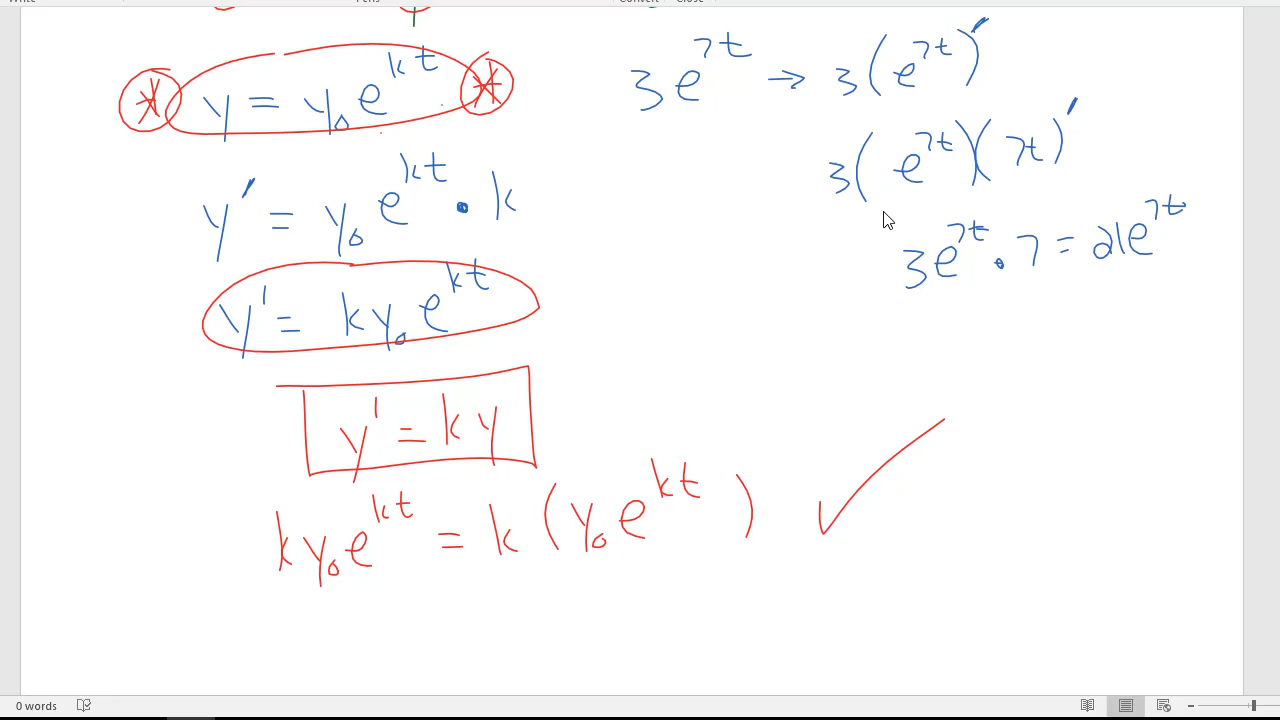 * y = y₀e^kt *
y' = y₀e^kt · k
y' = ky₀e^kt
y' = ky
ky₀e^kt = k(y₀e^kt) ✓
3e^7t → 3(e^7t)'
3(e^7t)(7t)'
3e^7t · 7 = 21e^7t
0 words